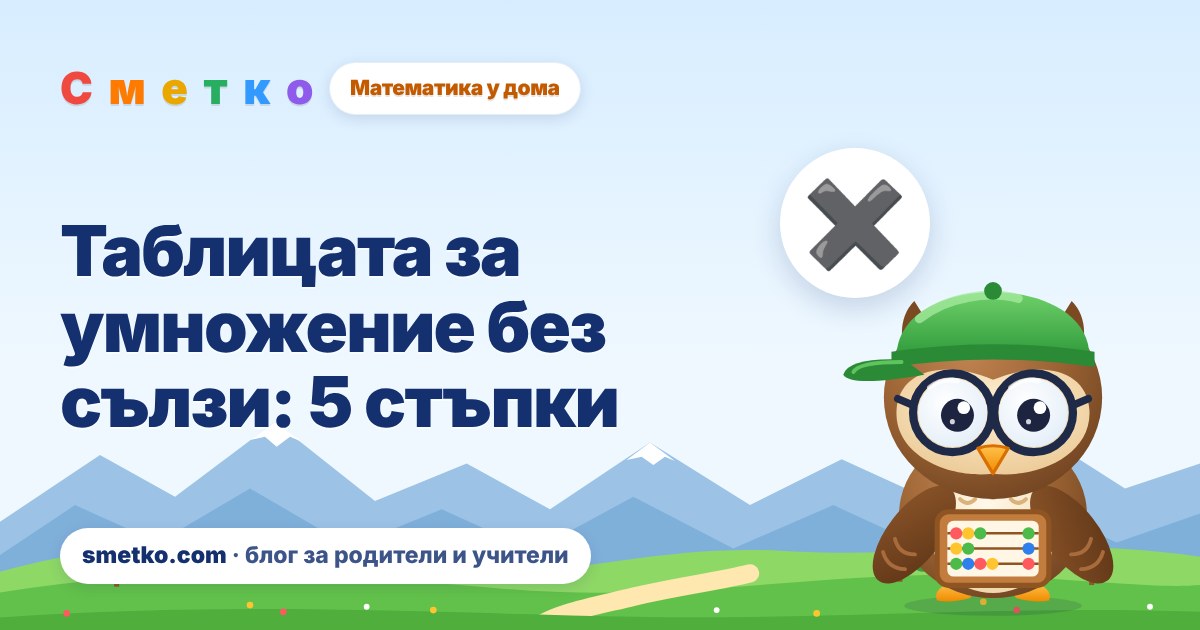 Сметко
Математика у дома
Таблицата за
умножение без
сълзи: 5 стъпки
smetko.com · блог за родители и учители